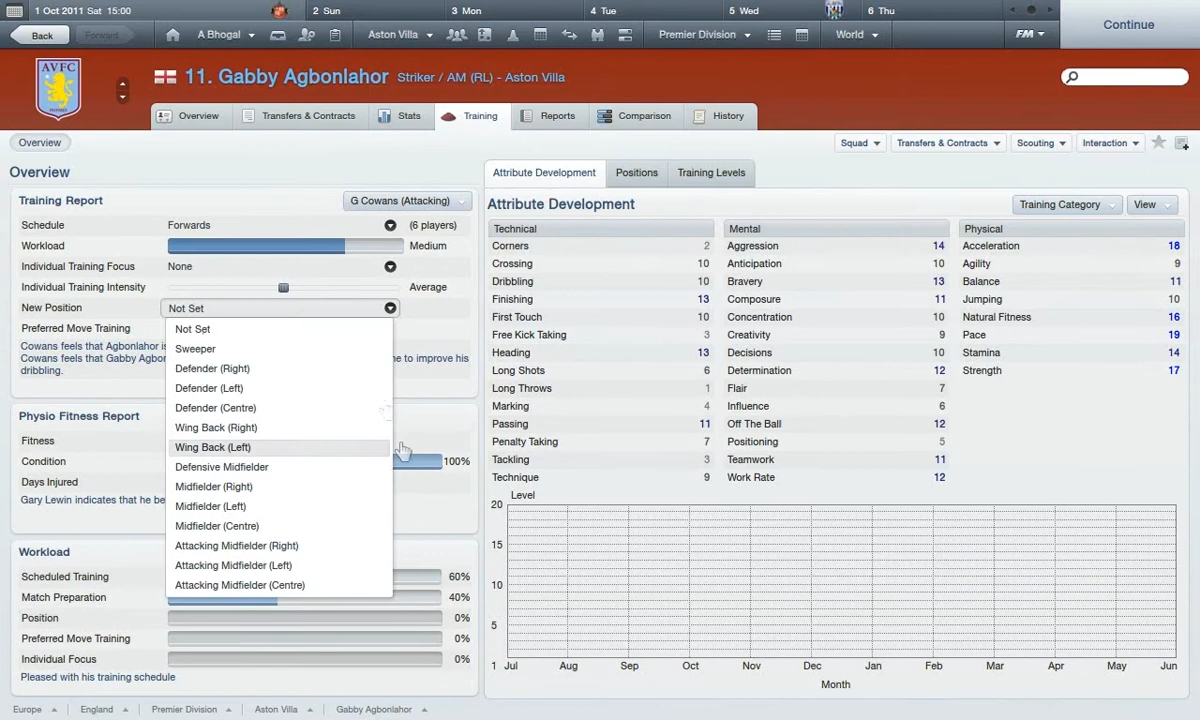 1 Oct 2011 Sat 15:00
2 Sun
3 Mon
4 Tue
5 Wed
6 Thu
Continue
Back
Forward
A Bhogal
Aston Villa
Premier Division
World
FM
AVFC
11. Gabby Agbonlahor Striker / AM (RL) - Aston Villa
Overview
Transfers & Contracts
Stats
Training
Reports
Comparison
History
Overview
Squad
Transfers & Contracts
Scouting
Interaction
Overview
Training Report
G Cowans (Attacking)
Schedule Forwards (6 players)
Workload Medium
Individual Training Focus None
Individual Training Intensity Average
New Position Not Set
Preferred Move Training
Cowans feels that Agbonlahor is
Cowans feels that Gabby Agbon me to improve his
dribbling.
Not Set
Sweeper
Defender (Right)
Defender (Left)
Defender (Centre)
Wing Back (Right)
Wing Back (Left)
Defensive Midfielder
Midfielder (Right)
Midfielder (Left)
Midfielder (Centre)
Attacking Midfielder (Right)
Attacking Midfielder (Left)
Attacking Midfielder (Centre)
Physio Fitness Report
Fitness
Condition 100%
Days Injured
Gary Lewin indicates that he be
Workload
Scheduled Training 60%
Match Preparation 40%
Position 0%
Preferred Move Training 0%
Individual Focus 0%
Pleased with his training schedule
Attribute Development
Positions
Training Levels
Attribute Development
Training Category
View
Technical
Corners 2
Crossing 10
Dribbling 10
Finishing 13
First Touch 10
Free Kick Taking 3
Heading 13
Long Shots 6
Long Throws 1
Marking 4
Passing 11
Penalty Taking 7
Tackling 3
Technique 9
Mental
Aggression 14
Anticipation 10
Bravery 13
Composure 11
Concentration 10
Creativity 9
Decisions 10
Determination 12
Flair 7
Influence 6
Off The Ball 12
Positioning 5
Teamwork 11
Work Rate 12
Physical
Acceleration 18
Agility 9
Balance 11
Jumping 10
Natural Fitness 16
Pace 19
Stamina 14
Strength 17
Level
20
15
10
5
1
Jul Aug Sep Oct Nov Dec Jan Feb Mar Apr May Jun
Month
Europe
England
Premier Division
Aston Villa
Gabby Agbonlahor